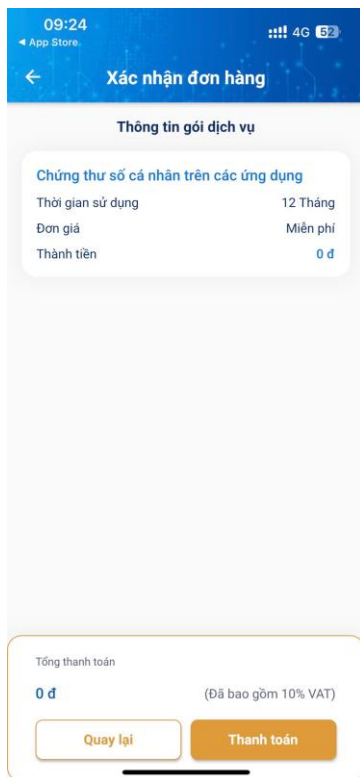 09:24
4G 52
◄ App Store
Xác nhận đơn hàng
Thông tin gói dịch vụ
Chứng thư số cá nhân trên các ứng dụng
Thời gian sử dụng 12 Tháng
Đơn giá Miễn phí
Thành tiền 0 đ
Tổng thanh toán
0 đ (Đã bao gồm 10% VAT)
Quay lại Thanh toán